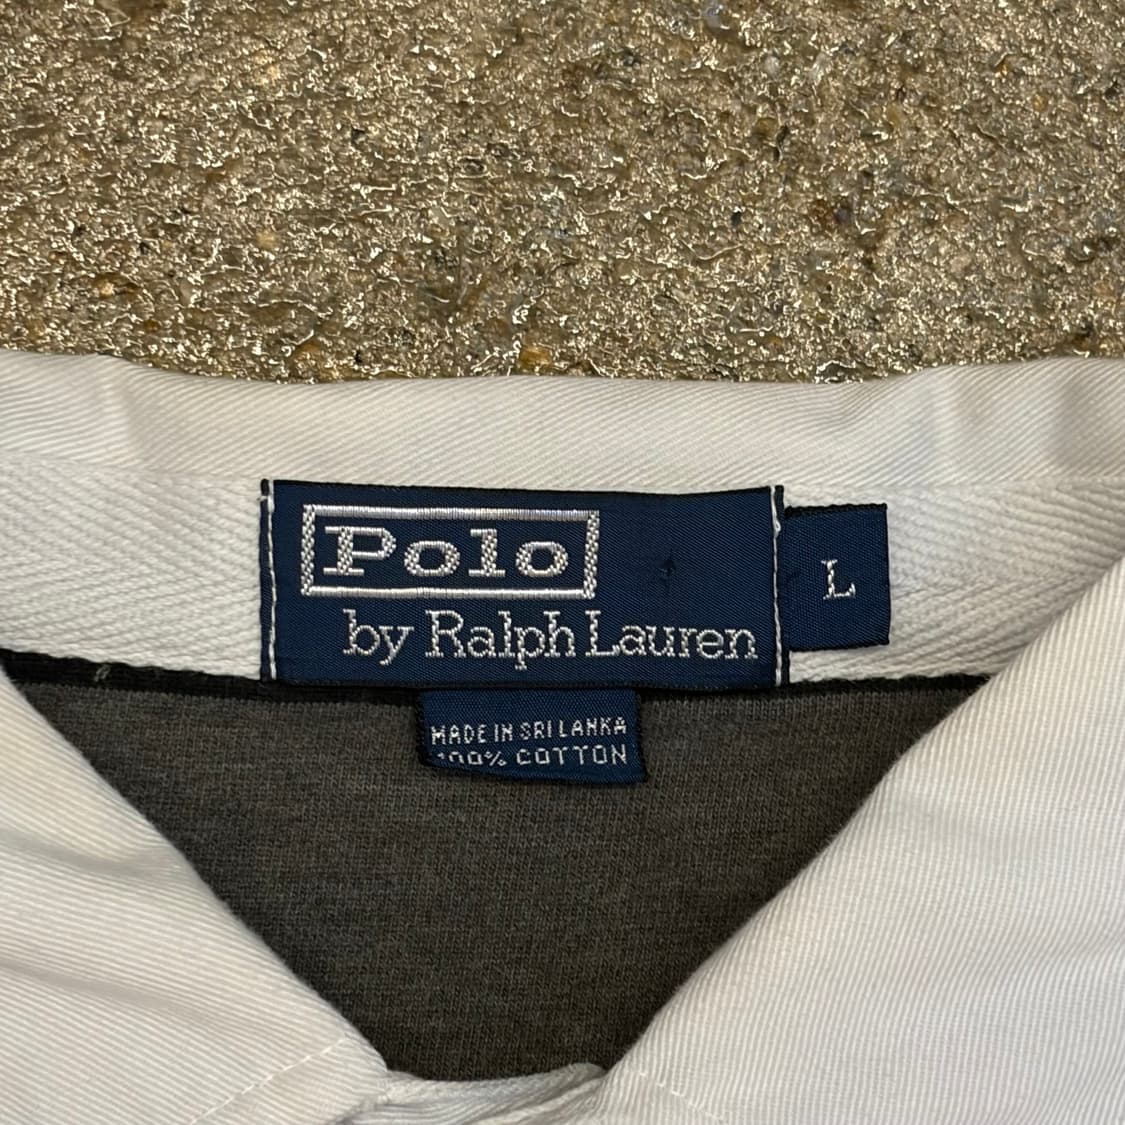 Polo
by Ralph Lauren
L
MADE IN SRI LANKA
100% COTTON